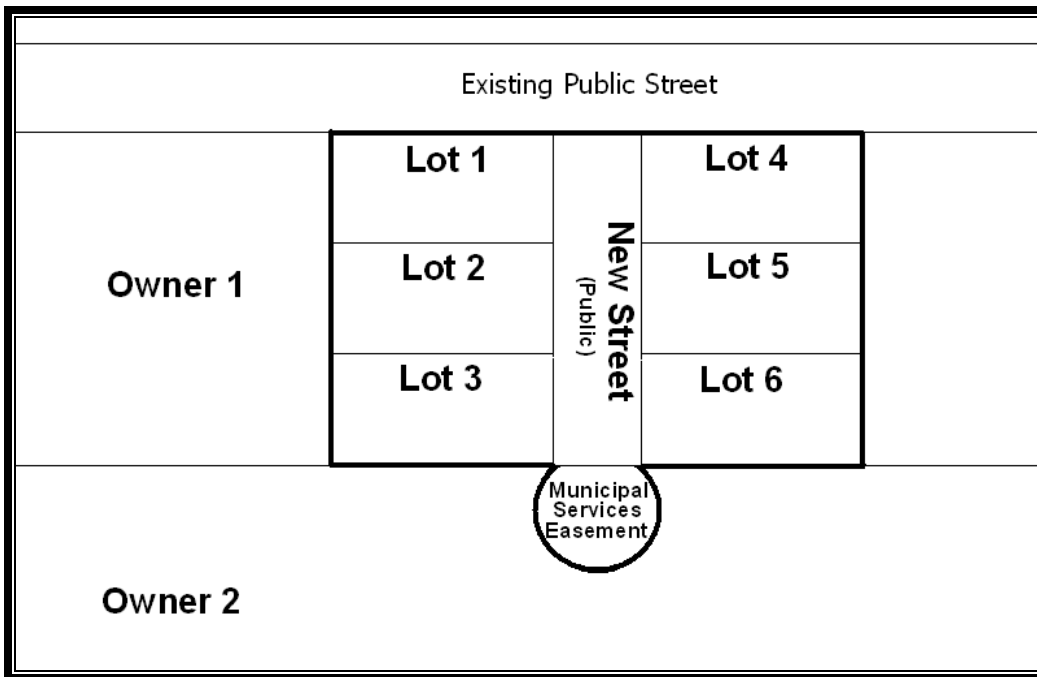 Existing Public Street
Lot 1
Lot 4
Owner 1
Lot 2
New Street
(Public)
Lot 5
Lot 3
Lot 6
Municipal
Services
Easement
Owner 2